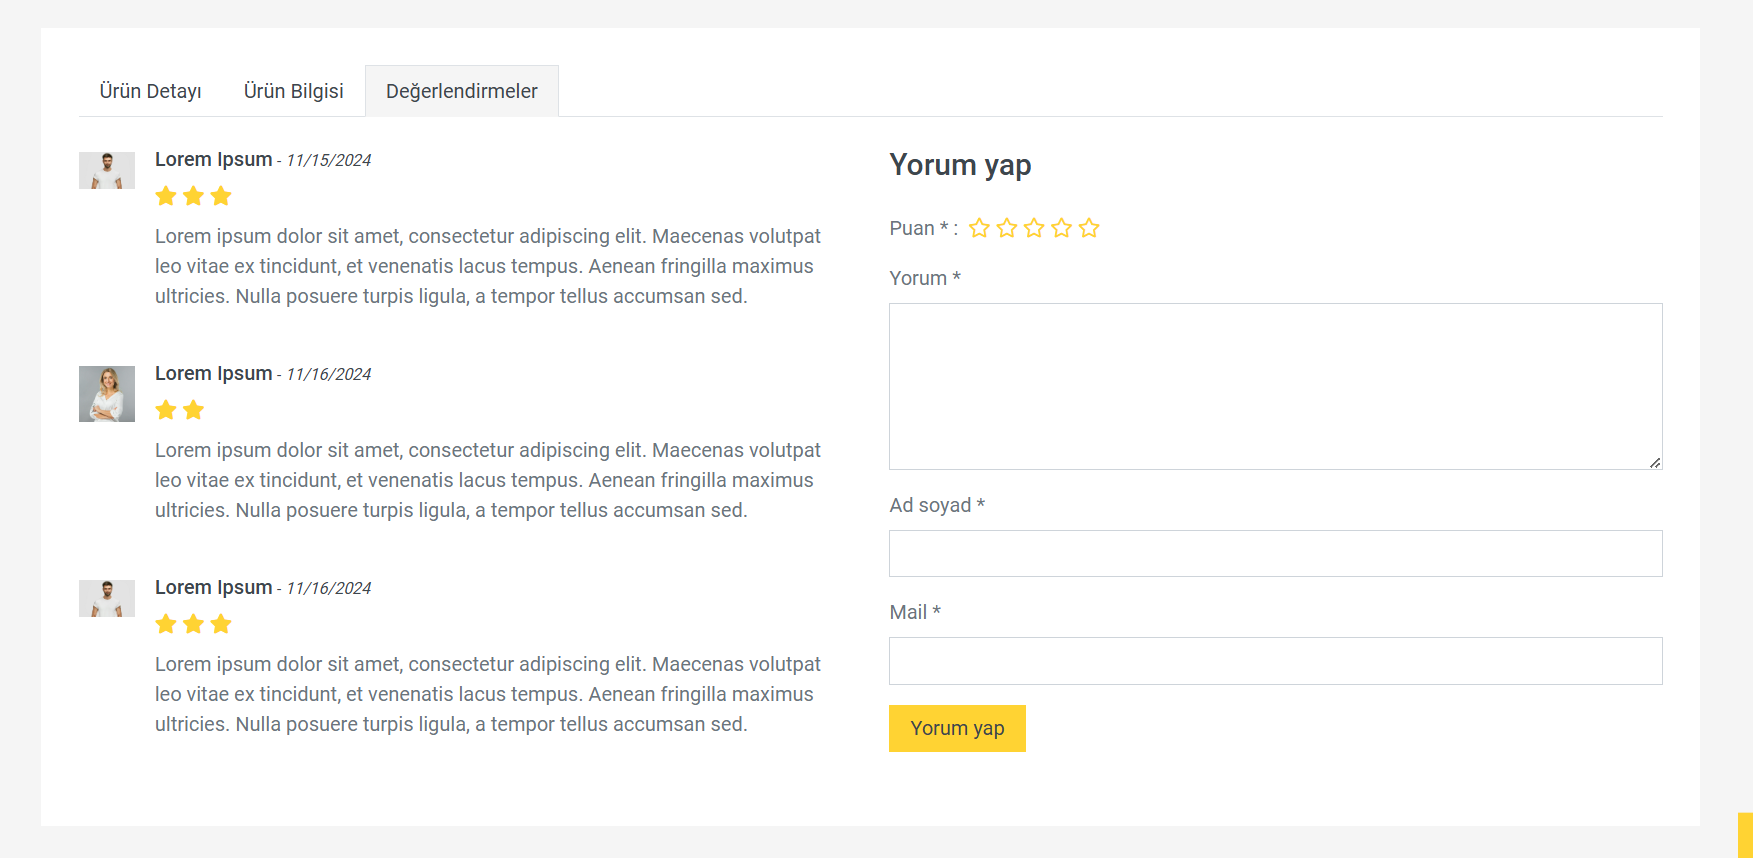 Ürün Detayı
Ürün Bilgisi
Değerlendirmeler
Lorem Ipsum - 11/15/2024
Lorem ipsum dolor sit amet, consectetur adipiscing elit. Maecenas volutpat
leo vitae ex tincidunt, et venenatis lacus tempus. Aenean fringilla maximus
ultricies. Nulla posuere turpis ligula, a tempor tellus accumsan sed.
Lorem Ipsum - 11/16/2024
Lorem ipsum dolor sit amet, consectetur adipiscing elit. Maecenas volutpat
leo vitae ex tincidunt, et venenatis lacus tempus. Aenean fringilla maximus
ultricies. Nulla posuere turpis ligula, a tempor tellus accumsan sed.
Lorem Ipsum - 11/16/2024
Lorem ipsum dolor sit amet, consectetur adipiscing elit. Maecenas volutpat
leo vitae ex tincidunt, et venenatis lacus tempus. Aenean fringilla maximus
ultricies. Nulla posuere turpis ligula, a tempor tellus accumsan sed.
Yorum yap
Puan * :
Yorum *
Ad soyad *
Mail *
Yorum yap